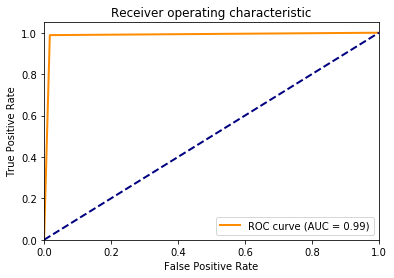 Receiver operating characteristic
True Positive Rate
1.0
0.8
0.6
0.4
0.2
0.0
ROC curve (AUC = 0.99)
0.0 0.2 0.4 0.6 0.8 1.0
False Positive Rate